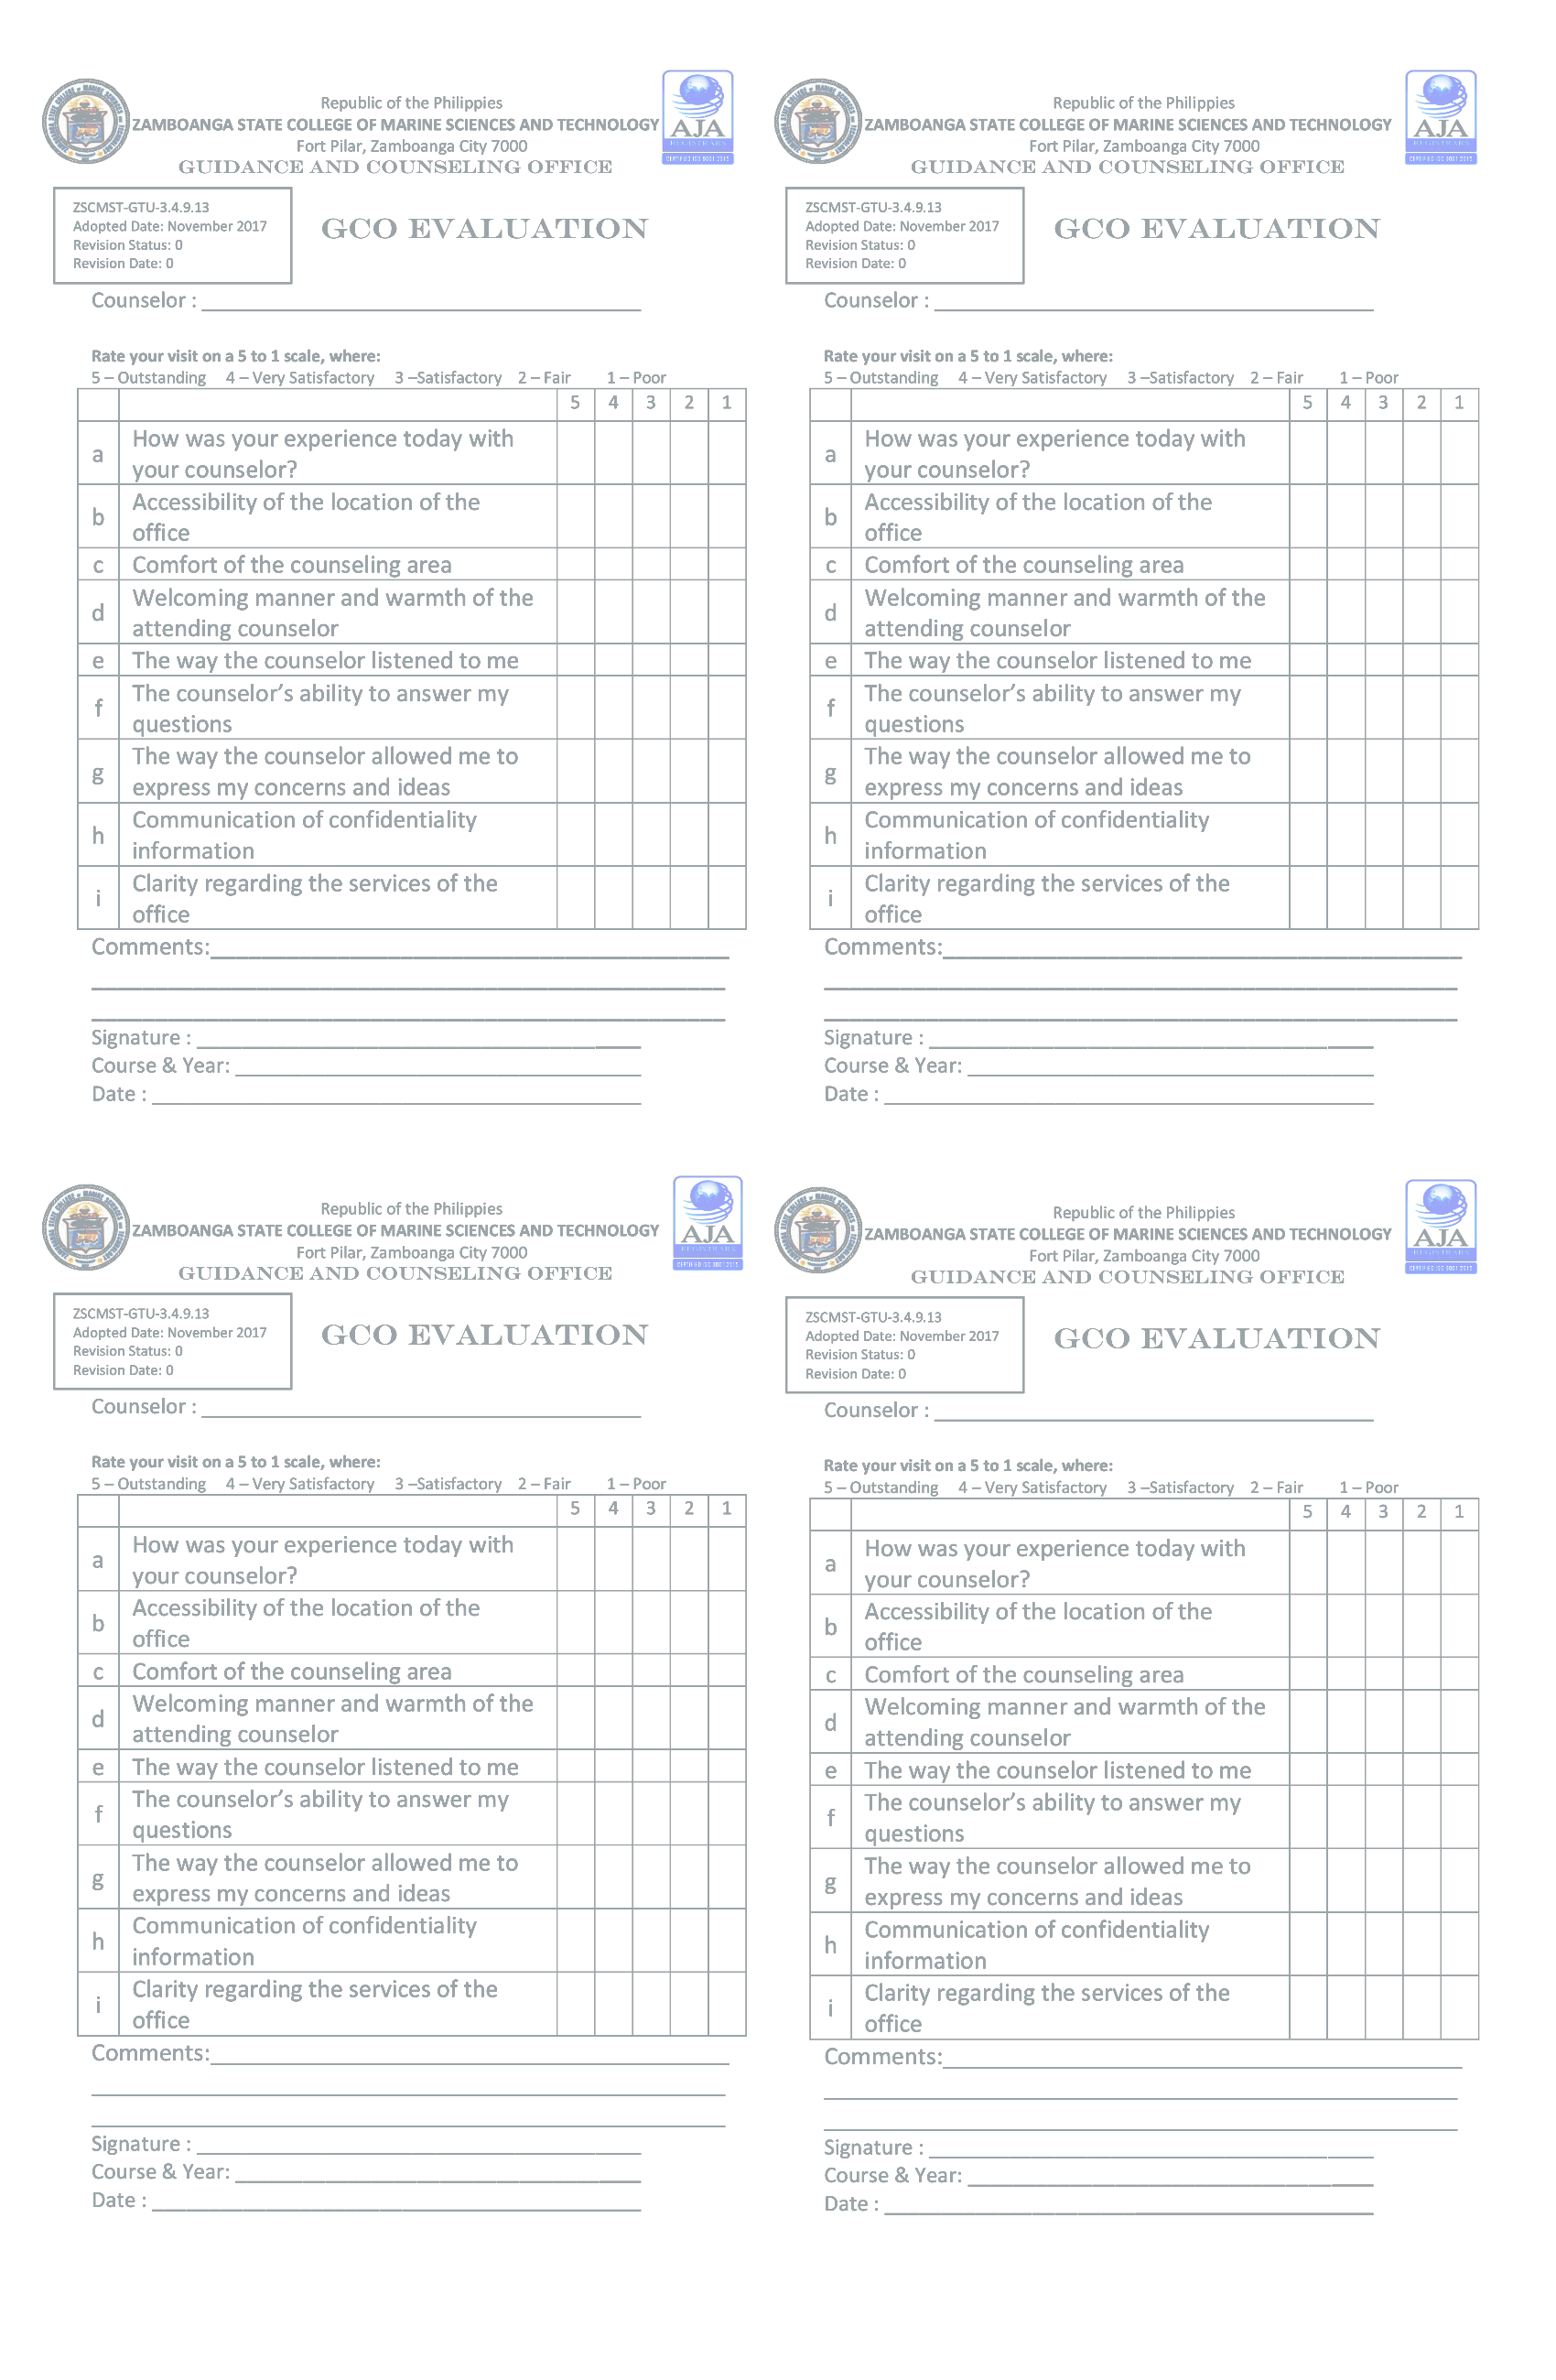 Republic of the Philippies
ZAMBOANGA STATE COLLEGE OF MARINE SCIENCES AND TECHNOLOGY
Fort Pilar, Zamboanga City 7000
GUIDANCE AND COUNSELING OFFICE
AJA
REGISTRARS
CERTIFIED ISO 9001:2015
ZSCMST-GTU-3.4.9.13
Adopted Date: November 2017
Revision Status: 0
Revision Date: 0
GCO EVALUATION
Counselor :
Rate your visit on a 5 to 1 scale, where:
5 – Outstanding 4 – Very Satisfactory 3 –Satisfactory 2 – Fair 1 – Poor
5 4 3 2 1
a How was your experience today with
your counselor?
b Accessibility of the location of the
office
c Comfort of the counseling area
d Welcoming manner and warmth of the
attending counselor
e The way the counselor listened to me
f The counselor’s ability to answer my
questions
g The way the counselor allowed me to
express my concerns and ideas
h Communication of confidentiality
information
i Clarity regarding the services of the
office
Comments:
Signature :
Course & Year:
Date :
Republic of the Philippies
ZAMBOANGA STATE COLLEGE OF MARINE SCIENCES AND TECHNOLOGY
Fort Pilar, Zamboanga City 7000
GUIDANCE AND COUNSELING OFFICE
AJA
REGISTRARS
CERTIFIED ISO 9001:2015
ZSCMST-GTU-3.4.9.13
Adopted Date: November 2017
Revision Status: 0
Revision Date: 0
GCO EVALUATION
Counselor :
Rate your visit on a 5 to 1 scale, where:
5 – Outstanding 4 – Very Satisfactory 3 –Satisfactory 2 – Fair 1 – Poor
5 4 3 2 1
a How was your experience today with
your counselor?
b Accessibility of the location of the
office
c Comfort of the counseling area
d Welcoming manner and warmth of the
attending counselor
e The way the counselor listened to me
f The counselor’s ability to answer my
questions
g The way the counselor allowed me to
express my concerns and ideas
h Communication of confidentiality
information
i Clarity regarding the services of the
office
Comments:
Signature :
Course & Year:
Date :
Republic of the Philippies
ZAMBOANGA STATE COLLEGE OF MARINE SCIENCES AND TECHNOLOGY
Fort Pilar, Zamboanga City 7000
GUIDANCE AND COUNSELING OFFICE
AJA
REGISTRARS
CERTIFIED ISO 9001:2015
ZSCMST-GTU-3.4.9.13
Adopted Date: November 2017
Revision Status: 0
Revision Date: 0
GCO EVALUATION
Counselor :
Rate your visit on a 5 to 1 scale, where:
5 – Outstanding 4 – Very Satisfactory 3 –Satisfactory 2 – Fair 1 – Poor
5 4 3 2 1
a How was your experience today with
your counselor?
b Accessibility of the location of the
office
c Comfort of the counseling area
d Welcoming manner and warmth of the
attending counselor
e The way the counselor listened to me
f The counselor’s ability to answer my
questions
g The way the counselor allowed me to
express my concerns and ideas
h Communication of confidentiality
information
i Clarity regarding the services of the
office
Comments:
Signature :
Course & Year:
Date :
Republic of the Philippies
ZAMBOANGA STATE COLLEGE OF MARINE SCIENCES AND TECHNOLOGY
Fort Pilar, Zamboanga City 7000
GUIDANCE AND COUNSELING OFFICE
AJA
REGISTRARS
CERTIFIED ISO 9001:2015
ZSCMST-GTU-3.4.9.13
Adopted Date: November 2017
Revision Status: 0
Revision Date: 0
GCO EVALUATION
Counselor :
Rate your visit on a 5 to 1 scale, where:
5 – Outstanding 4 – Very Satisfactory 3 –Satisfactory 2 – Fair 1 – Poor
5 4 3 2 1
a How was your experience today with
your counselor?
b Accessibility of the location of the
office
c Comfort of the counseling area
d Welcoming manner and warmth of the
attending counselor
e The way the counselor listened to me
f The counselor’s ability to answer my
questions
g The way the counselor allowed me to
express my concerns and ideas
h Communication of confidentiality
information
i Clarity regarding the services of the
office
Comments:
Signature :
Course & Year:
Date :